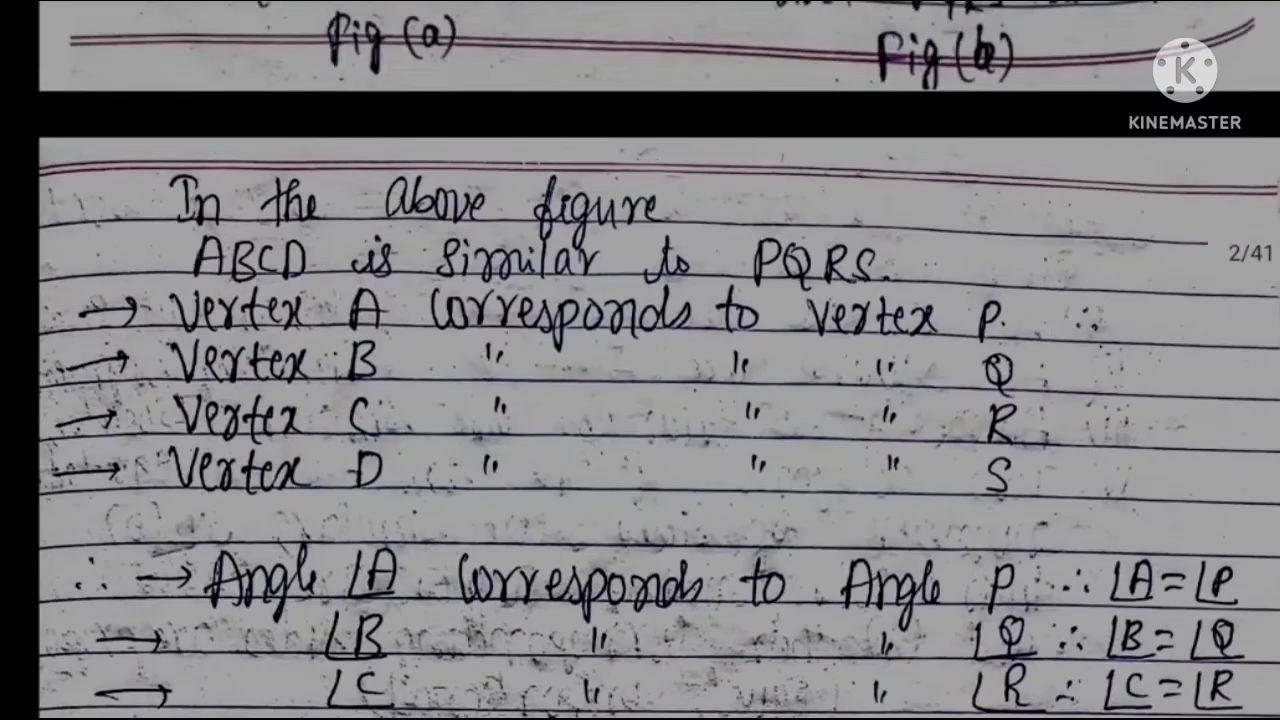 Fig (a)
Fig (b)
KINEMASTER
In the above figure
ABCD is similar to PQRS.
2/41
→ Vertex A corresponds to vertex P. ∴
→ Vertex B " " " Q
→ Vertex C " " " R
→ Vertex D " " " S
∴ → Angle ∠A corresponds to Angle P ∴ ∠A = ∠P
→ ∠B " " ∠Q ∴ ∠B = ∠Q
→ ∠C " " ∠R ∴ ∠C = ∠R